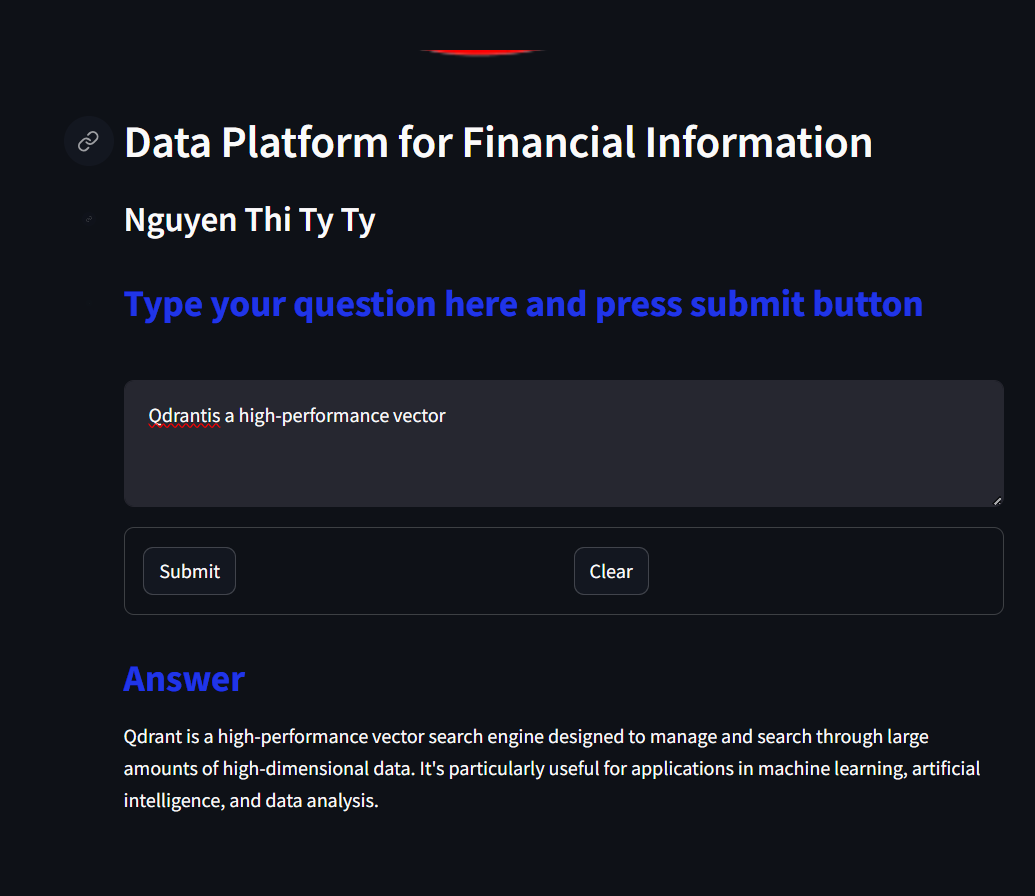 Data Platform for Financial Information
Nguyen Thi Ty Ty
Type your question here and press submit button
Qdrantis a high-performance vector
Submit
Clear
Answer
Qdrant is a high-performance vector search engine designed to manage and search through large
amounts of high-dimensional data. It's particularly useful for applications in machine learning, artificial
intelligence, and data analysis.